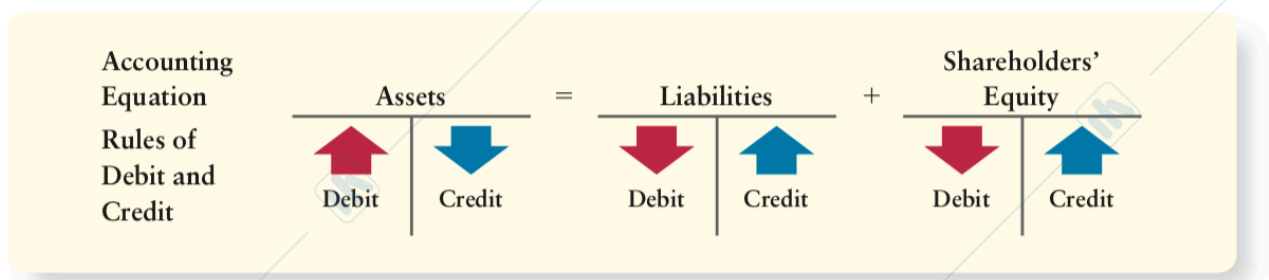 Accounting
Equation
Rules of
Debit and
Credit
Assets
=
Liabilities
+
Shareholders’
Equity
Debit
Credit
Debit
Credit
Debit
Credit